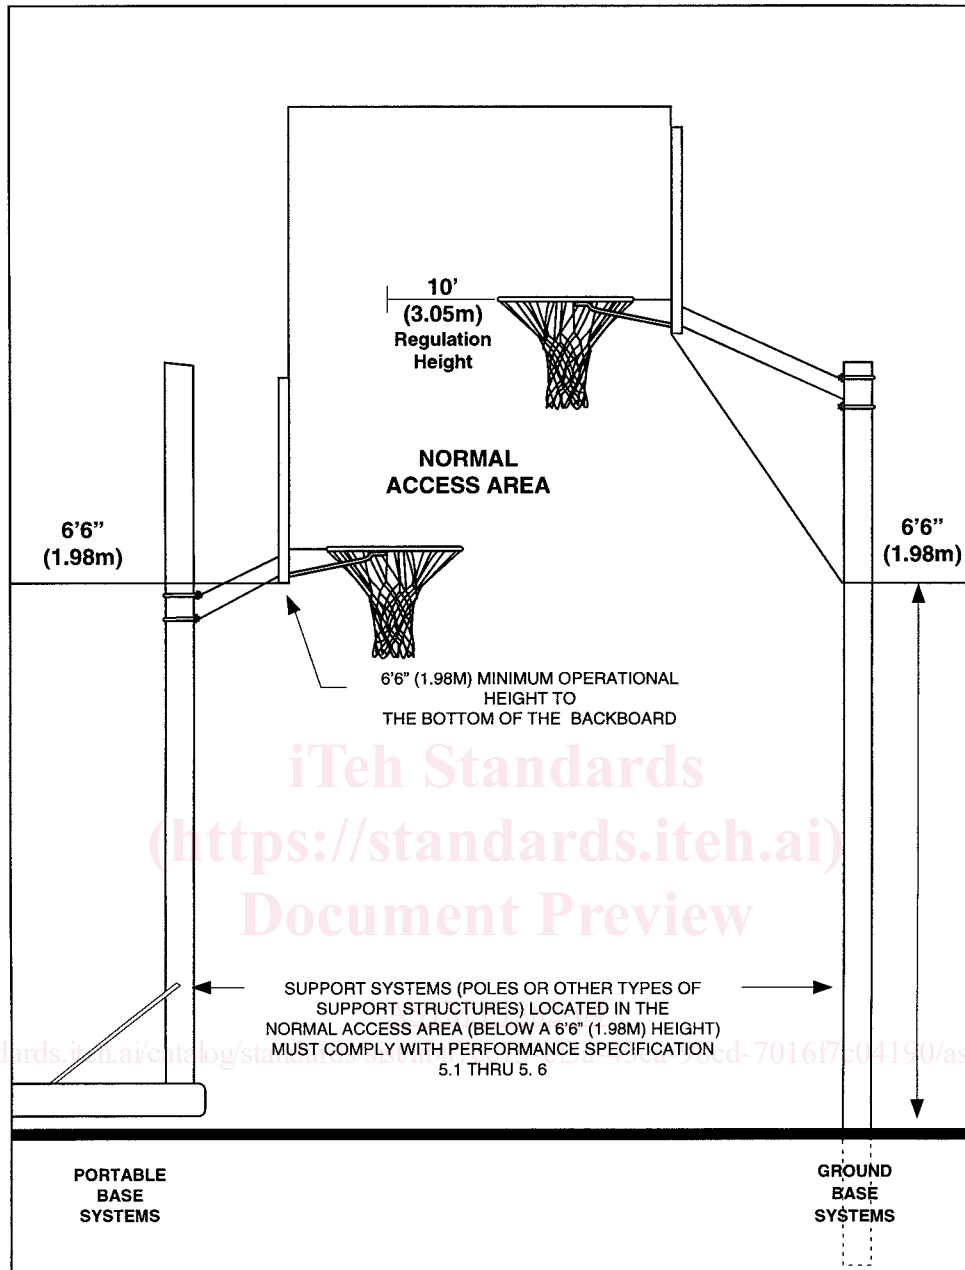 10'
(3.05m)
Regulation
Height
NORMAL
ACCESS AREA
6'6"
(1.98m)
6'6"
(1.98m)
6'6" (1.98M) MINIMUM OPERATIONAL
HEIGHT TO
THE BOTTOM OF THE BACKBOARD
iTeh Standards
(https://standards.iteh.ai)
Document Preview
SUPPORT SYSTEMS (POLES OR OTHER TYPES OF
SUPPORT STRUCTURES) LOCATED IN THE
NORMAL ACCESS AREA (BELOW A 6'6" (1.98M) HEIGHT)
MUST COMPLY WITH PERFORMANCE SPECIFICATION
5.1 THRU 5. 6
PORTABLE
BASE
SYSTEMS
GROUND
BASE
SYSTEMS